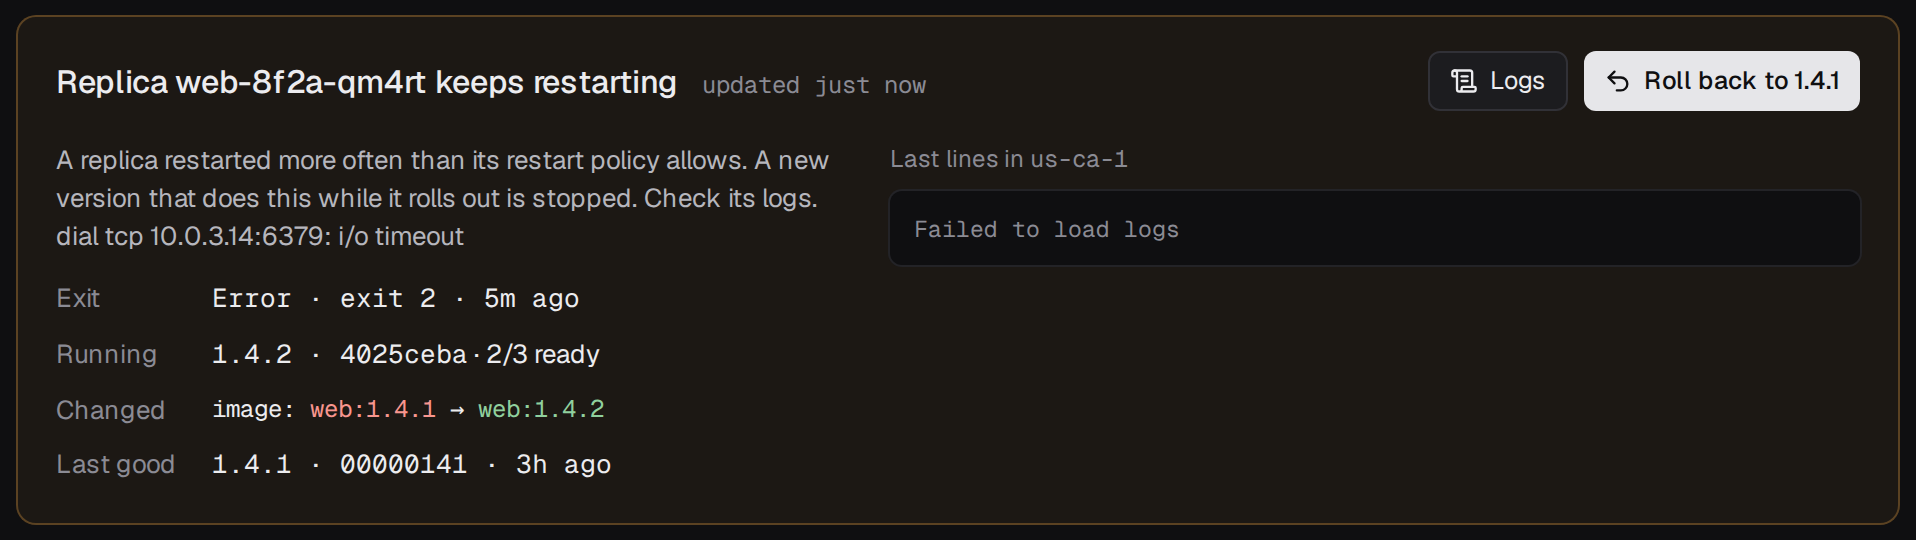 Replica web-8f2a-qm4rt keeps restarting updated just now
Logs
Roll back to 1.4.1
A replica restarted more often than its restart policy allows. A new
version that does this while it rolls out is stopped. Check its logs.
dial tcp 10.0.3.14:6379: i/o timeout
Exit Error · exit 2 · 5m ago
Running 1.4.2 · 4025ceba · 2/3 ready
Changed image: web:1.4.1 → web:1.4.2
Last good 1.4.1 · 00000141 · 3h ago
Last lines in us-ca-1
Failed to load logs